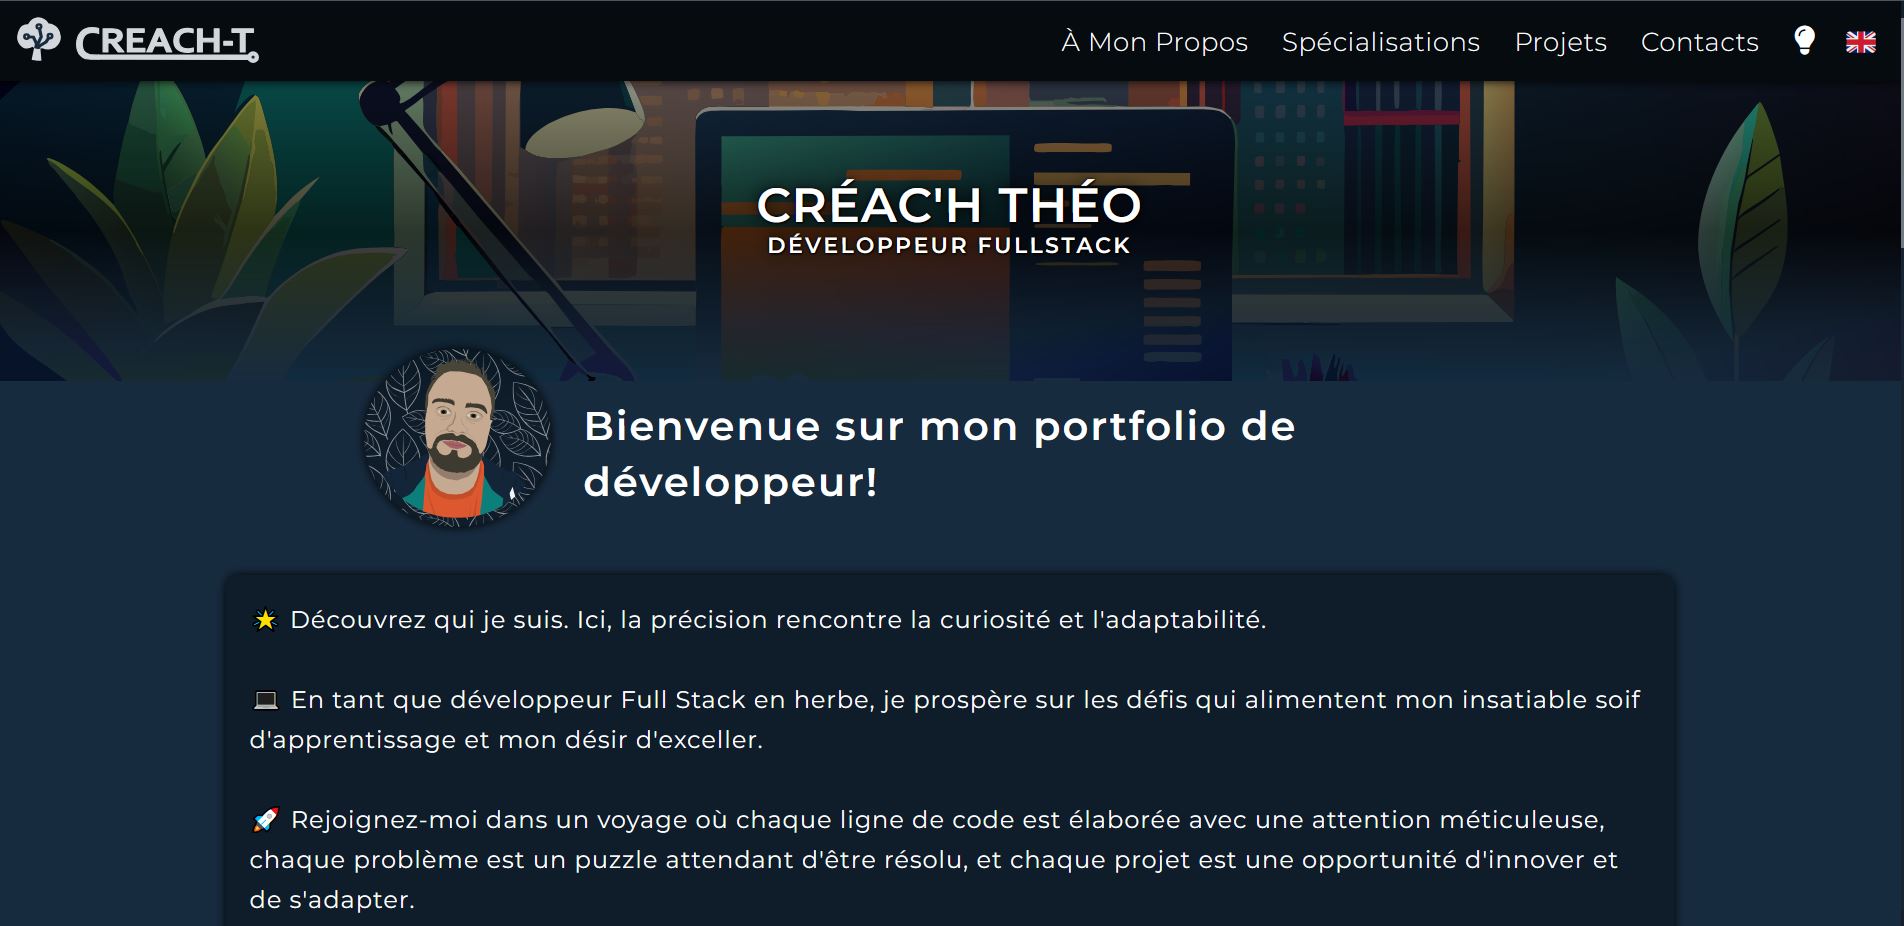 CREACH-T
À Mon Propos Spécialisations Projets Contacts
CRÉAC'H THÉO
DÉVELOPPEUR FULLSTACK
Bienvenue sur mon portfolio de
développeur!
Découvrez qui je suis. Ici, la précision rencontre la curiosité et l'adaptabilité.
En tant que développeur Full Stack en herbe, je prospère sur les défis qui alimentent mon insatiable soif
d'apprentissage et mon désir d'exceller.
Rejoignez-moi dans un voyage où chaque ligne de code est élaborée avec une attention méticuleuse,
chaque problème est un puzzle attendant d'être résolu, et chaque projet est une opportunité d'innover et
de s'adapter.